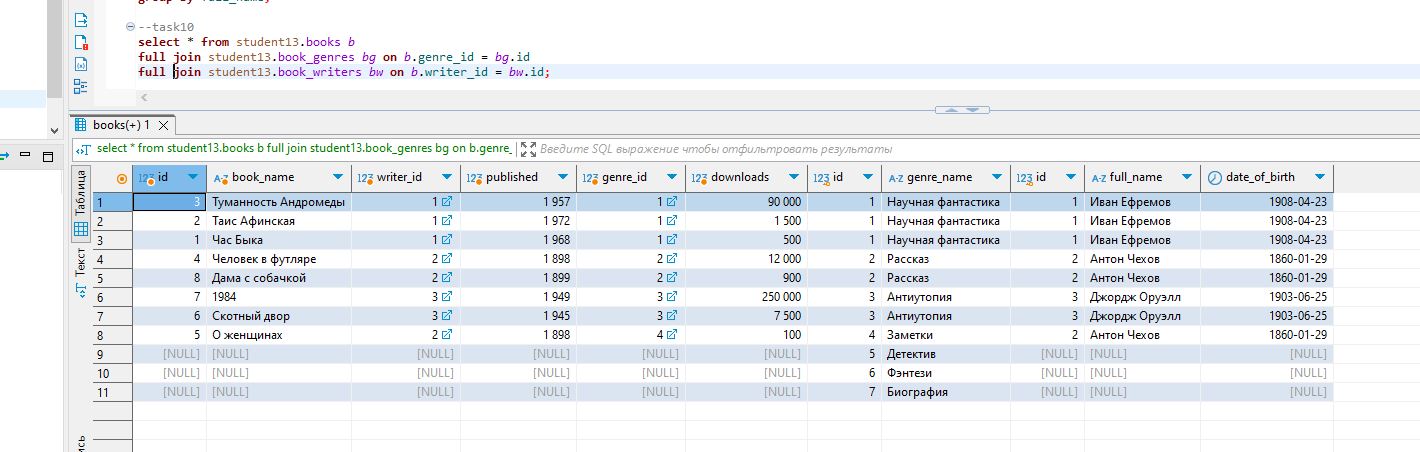 --task10
select * from student13.books b
full join student13.book_genres bg on b.genre_id = bg.id
full join student13.book_writers bw on b.writer_id = bw.id;
books(+) 1
select * from student13.books b full join student13.book_genres bg on b.genre_ Введите SQL выражение чтобы отфильтровать результаты
Таблица
Текст
123 id A-Z book_name 123 writer_id 123 published 123 genre_id 123 downloads 123 id A-Z genre_name 123 id A-Z full_name date_of_birth
1 3 Туманность Андромеды 1 1 957 1 90 000 1 Научная фантастика 1 Иван Ефремов 1908-04-23
2 2 Таис Афинская 1 1 972 1 1 500 1 Научная фантастика 1 Иван Ефремов 1908-04-23
3 1 Час Быка 1 1 968 1 500 1 Научная фантастика 1 Иван Ефремов 1908-04-23
4 4 Человек в футляре 2 1 898 2 12 000 2 Рассказ 2 Антон Чехов 1860-01-29
5 8 Дама с собачкой 2 1 899 2 900 2 Рассказ 2 Антон Чехов 1860-01-29
6 7 1984 3 1 949 3 250 000 3 Антиутопия 3 Джордж Оруэлл 1903-06-25
7 6 Скотный двор 3 1 945 3 7 500 3 Антиутопия 3 Джордж Оруэлл 1903-06-25
8 5 О женщинах 2 1 898 4 100 4 Заметки 2 Антон Чехов 1860-01-29
9 [NULL] [NULL] [NULL] [NULL] [NULL] [NULL] 5 Детектив [NULL] [NULL] [NULL]
10 [NULL] [NULL] [NULL] [NULL] [NULL] [NULL] 6 Фэнтези [NULL] [NULL] [NULL]
11 [NULL] [NULL] [NULL] [NULL] [NULL] [NULL] 7 Биография [NULL] [NULL] [NULL]